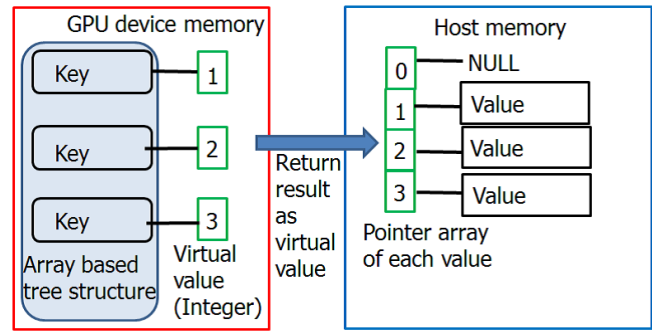 GPU device memory
Key
1
Key
2
Key
3
Array based
tree structure
Virtual
value
(Integer)
Return
result
as
virtual
value
Host memory
0
NULL
1
Value
2
Value
3
Value
Pointer array
of each value